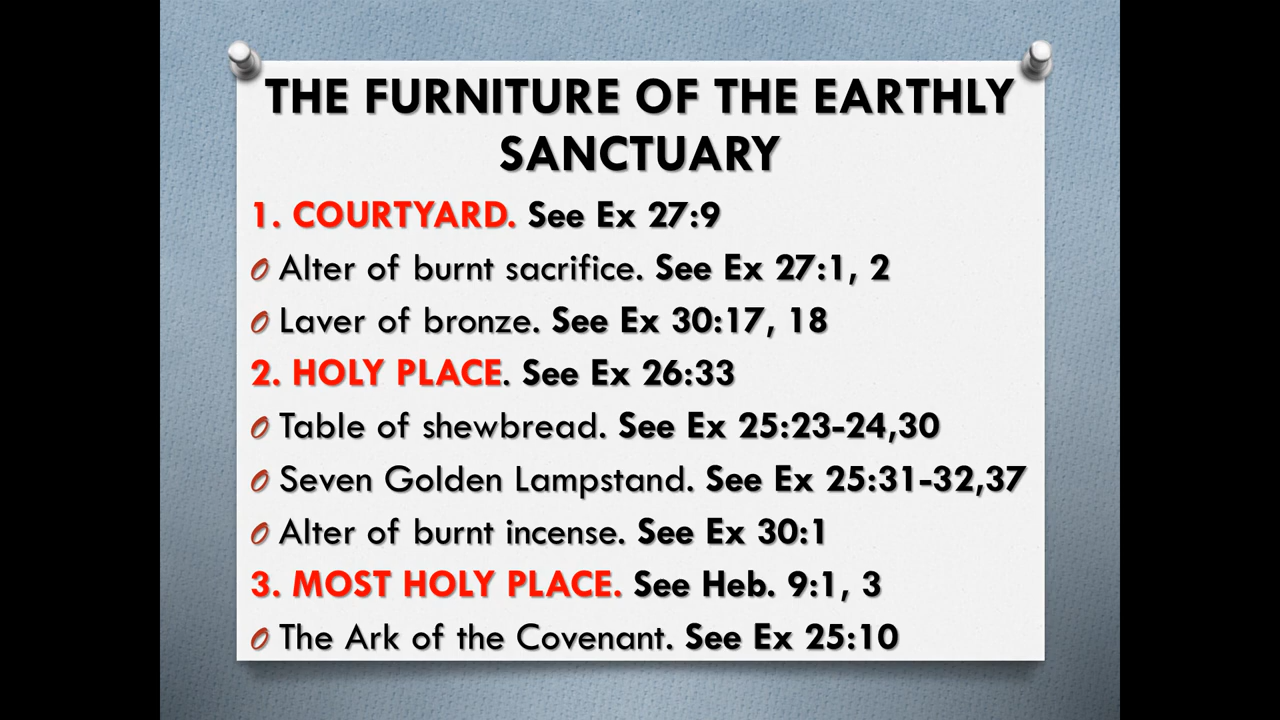 THE FURNITURE OF THE EARTHLY
SANCTUARY
1. COURTYARD. See Ex 27:9
Alter of burnt sacrifice. See Ex 27:1, 2
Laver of bronze. See Ex 30:17, 18
2. HOLY PLACE. See Ex 26:33
Table of shewbread. See Ex 25:23-24,30
Seven Golden Lampstand. See Ex 25:31-32,37
Alter of burnt incense. See Ex 30:1
3. MOST HOLY PLACE. See Heb. 9:1, 3
The Ark of the Covenant. See Ex 25:10